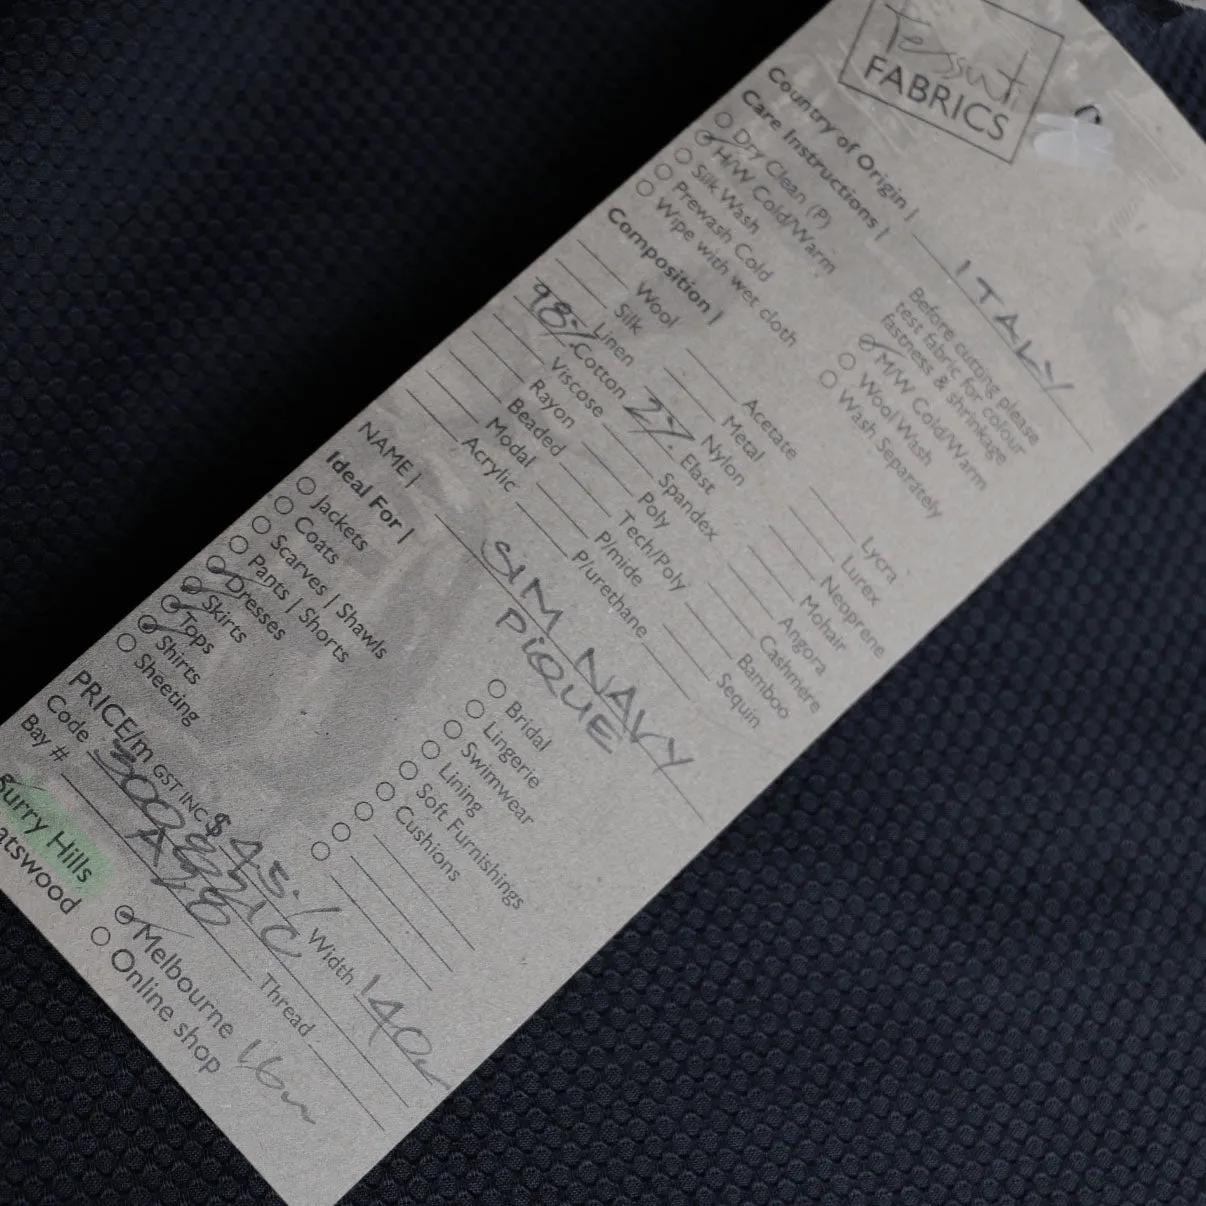 Tessuti
FABRICS
Country of Origin | ITALY
Care Instructions |
Dry Clean (P)
H/W Cold/Warm
Silk Wash
Prewash Cold
Wipe with wet cloth
Before cutting please
test fabric for colour
fastness & shrinkage
M/W Cold/Warm
Wool Wash
Wash Separately
Composition |
Wool
Silk
Linen
98% Cotton
Viscose
Rayon
Beaded
Modal
Acrylic
Acetate
Metal
Nylon
2% Elast
Spandex
Poly
Tech/Poly
P/mide
P/urethane
Lycra
Lurex
Neoprene
Mohair
Angora
Cashmere
Bamboo
Sequin
NAME | SIM NAVY
PIQUE
Ideal For |
Jackets
Coats
Scarves | Shawls
Pants | Shorts
Dresses
Skirts
Tops
Shirts
Sheeting
Bridal
Lingerie
Swimwear
Lining
Soft Furnishings
Cushions
PRICE/m GST INC $45.- Width 140
Code
Bay # Thread
Surry Hills
atswood
Melbourne
Online shop